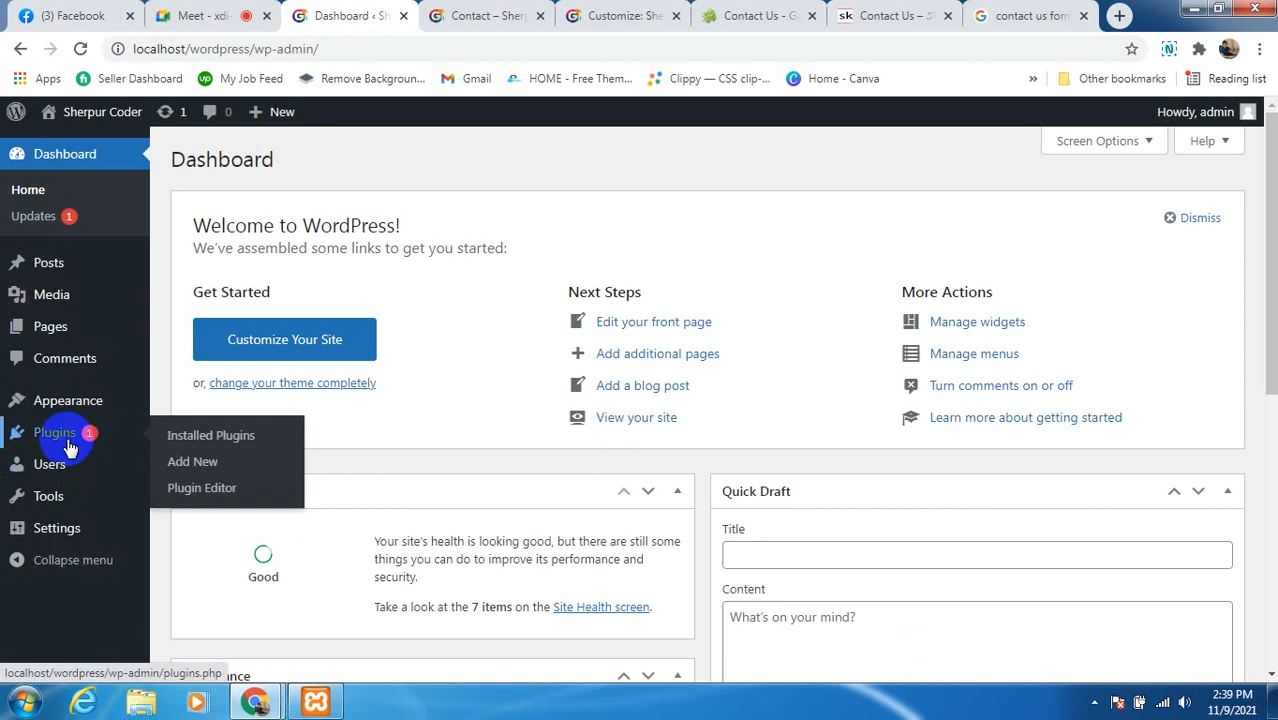 (3) Facebook
Meet - xdi-
Dashboard ‹ Sh
Contact – Sherp
Customize: She
Contact Us - G
Contact Us –
contact us form
localhost/wordpress/wp-admin/
Apps
Seller Dashboard
My Job Feed
Remove Backgroun...
Gmail
HOME - Free Them...
Clippy — CSS clip-...
Home - Canva
»
Other bookmarks
Reading list
Sherpur Coder
1
0
New
Howdy, admin
Dashboard
Home
Updates 1
Posts
Media
Pages
Comments
Appearance
Plugins 1
Users
Tools
Settings
Collapse menu
Installed Plugins
Add New
Plugin Editor
Dashboard
Screen Options
Help
Welcome to WordPress!
We've assembled some links to get you started:
Dismiss
Get Started
Customize Your Site
or, change your theme completely
Next Steps
Edit your front page
Add additional pages
Add a blog post
View your site
More Actions
Manage widgets
Manage menus
Turn comments on or off
Learn more about getting started
Good
Your site's health is looking good, but there are still some
things you can do to improve its performance and
security.
Take a look at the 7 items on the Site Health screen.
Quick Draft
Title
Content
What's on your mind?
localhost/wordpress/wp-admin/plugins.php
2:39 PM
11/9/2021